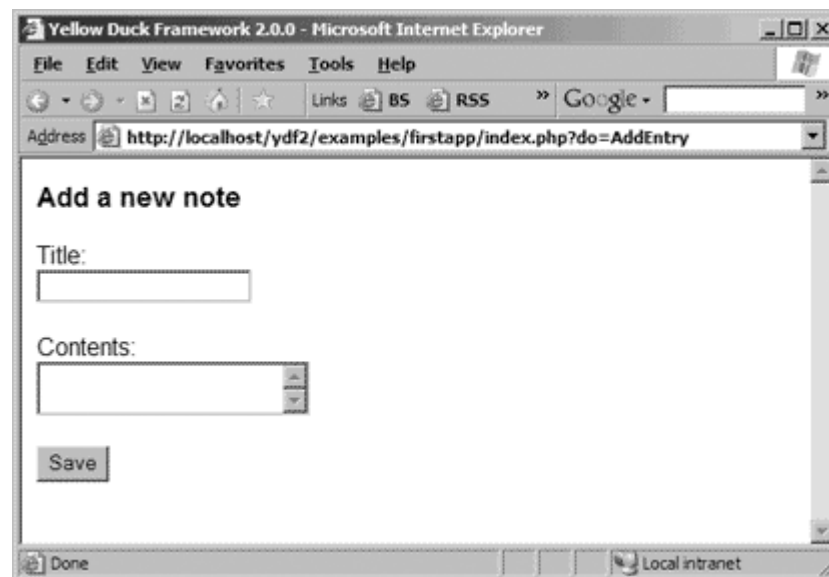 Yellow Duck Framework 2.0.0 - Microsoft Internet Explorer
File Edit View Favorites Tools Help
Links BS RSS » Google »
Address http://localhost/ydf2/examples/firstapp/index.php?do=AddEntry
Add a new note
Title:
Contents:
Save
Done Local intranet